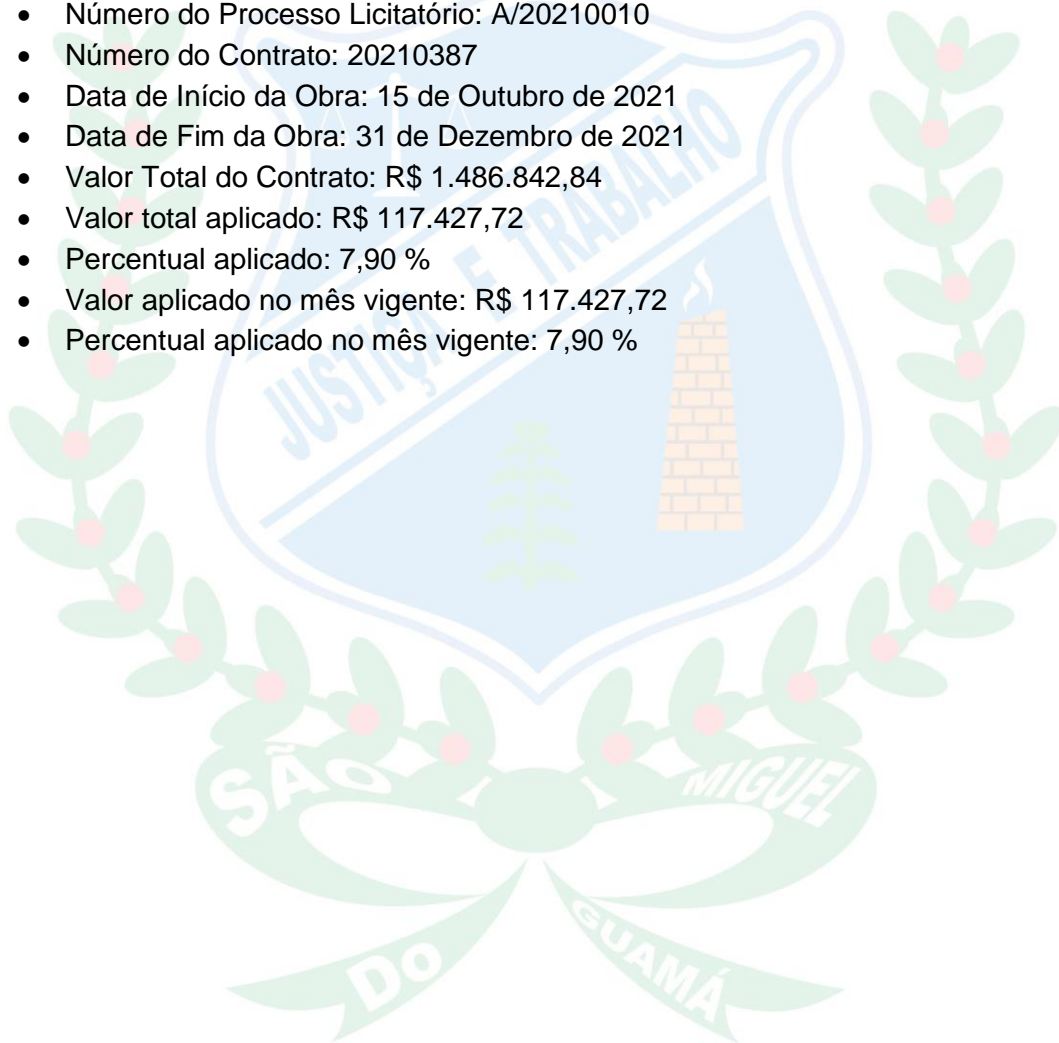 • Número do Processo Licitatório: A/20210010
• Número do Contrato: 20210387
• Data de Início da Obra: 15 de Outubro de 2021
• Data de Fim da Obra: 31 de Dezembro de 2021
• Valor Total do Contrato: R$ 1.486.842,84
• Valor total aplicado: R$ 117.427,72
• Percentual aplicado: 7,90 %
• Valor aplicado no mês vigente: R$ 117.427,72
• Percentual aplicado no mês vigente: 7,90 %
JUSTIÇA E TRABALHO
SÃO MIGUEL
DO GUAMÁ